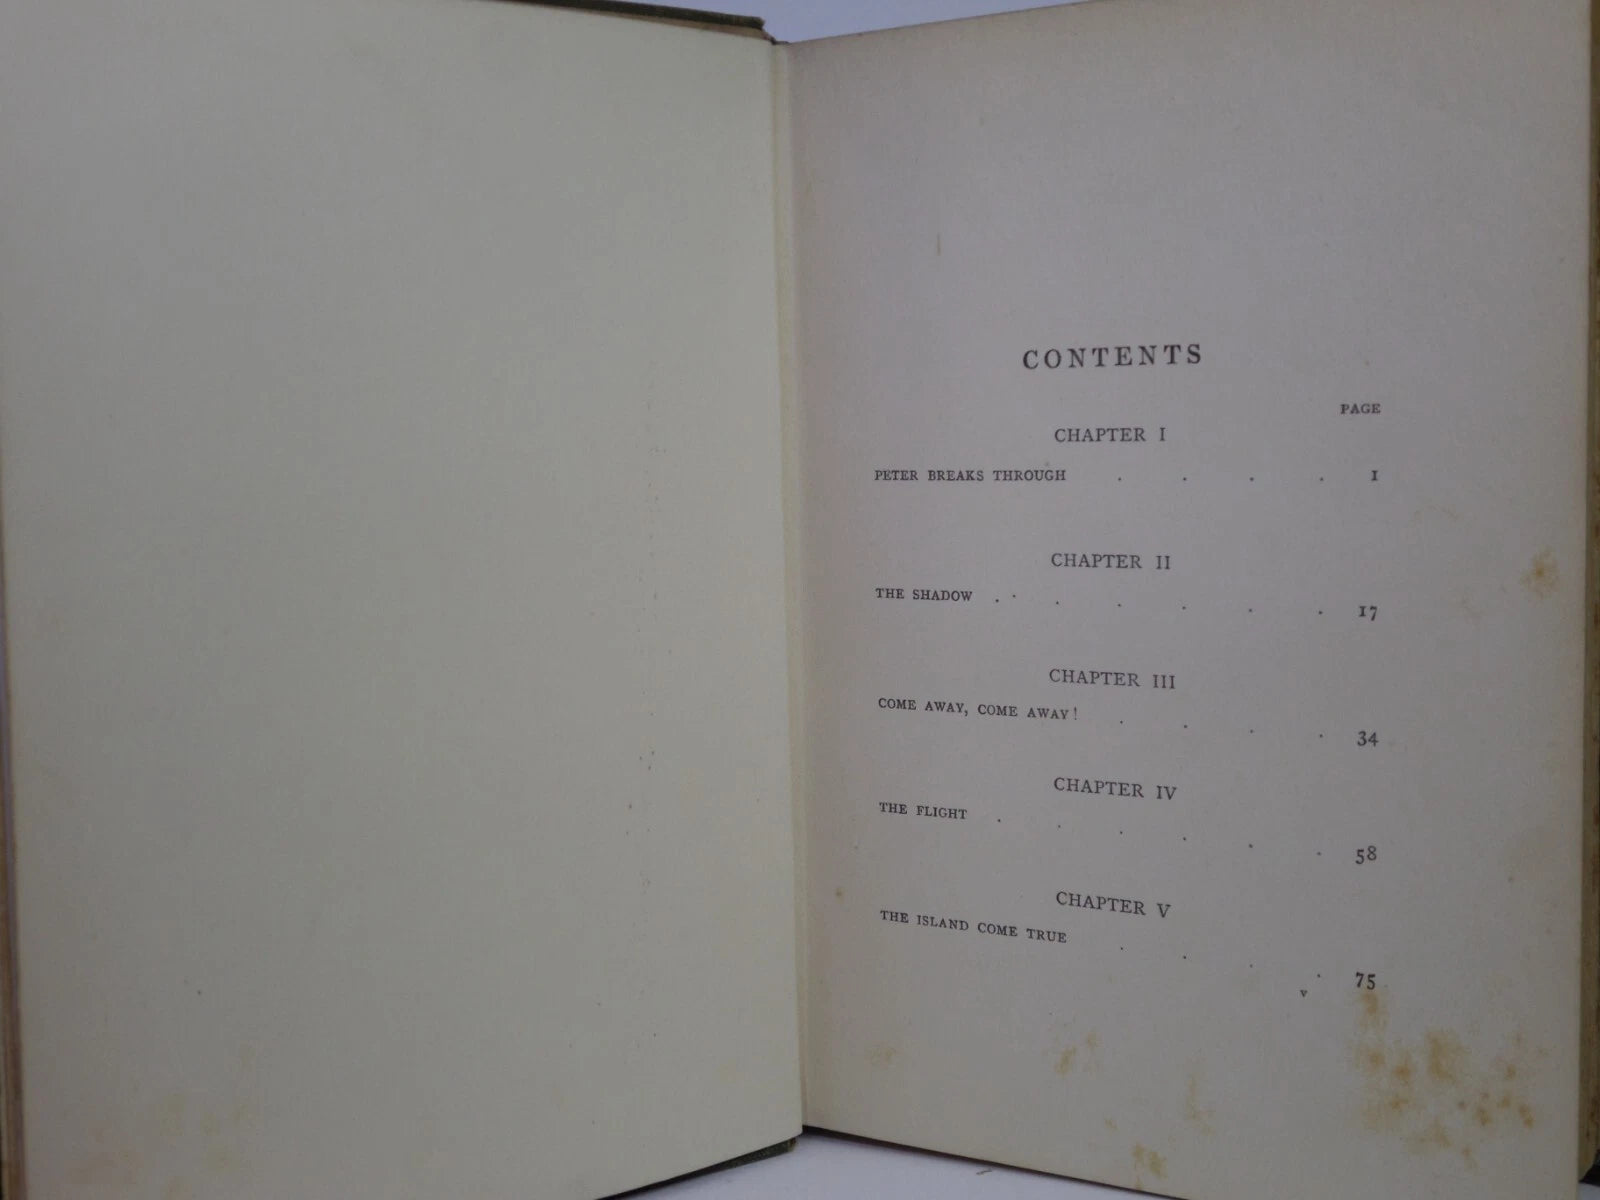 CONTENTS
PAGE
CHAPTER I
PETER BREAKS THROUGH . . . . 1
CHAPTER II
THE SHADOW . . . . . . . 17
CHAPTER III
COME AWAY, COME AWAY! . . . . 34
CHAPTER IV
THE FLIGHT . . . . . . 58
CHAPTER V
THE ISLAND COME TRUE . . . . 75
v